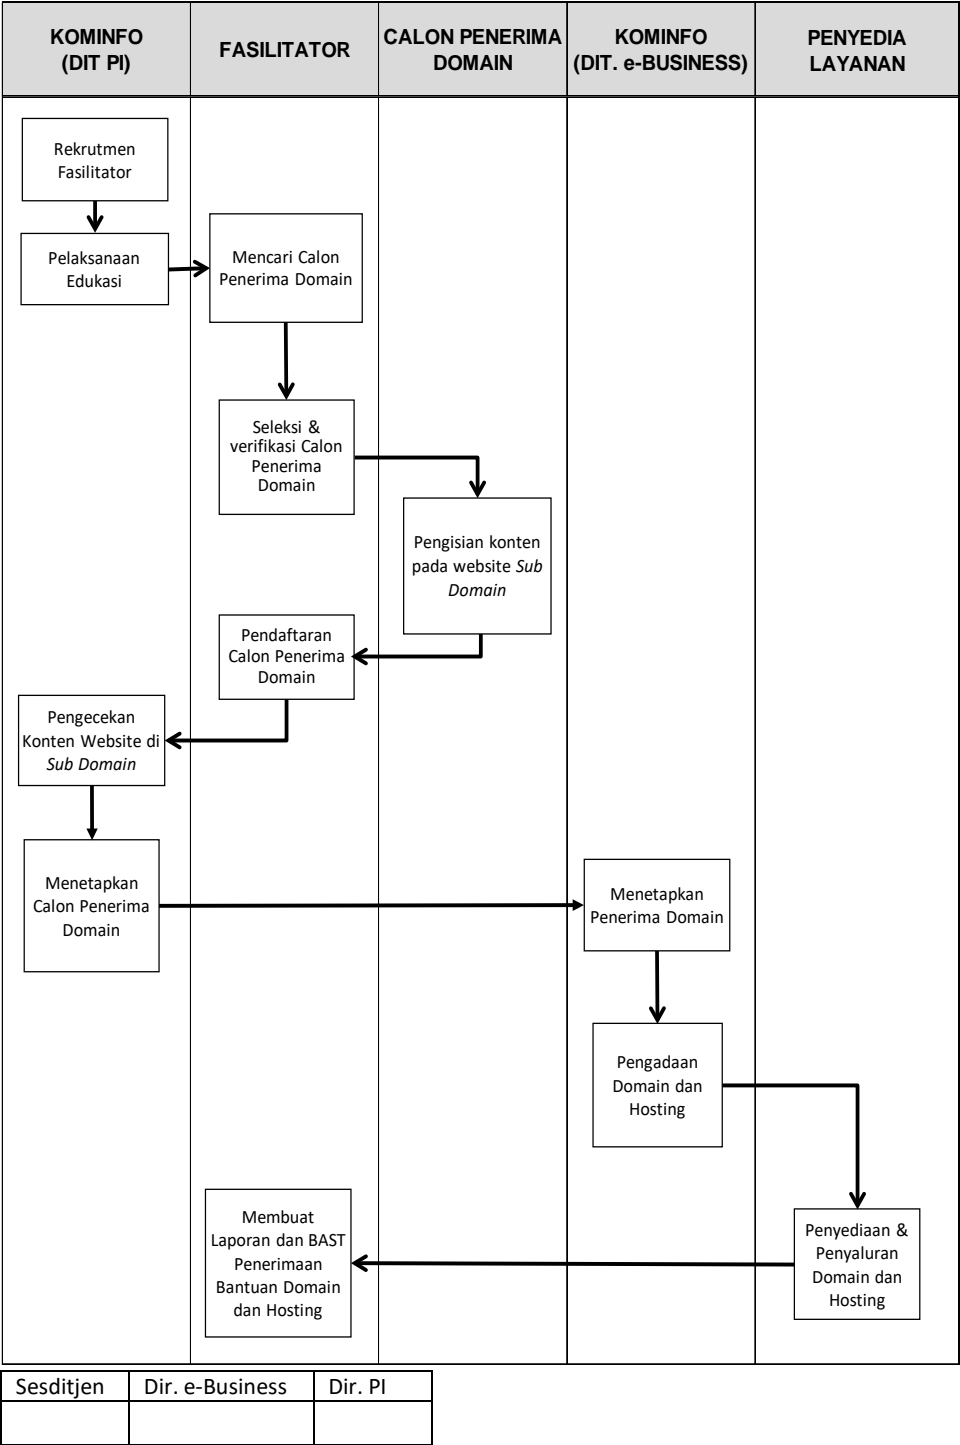 KOMINFO
(DIT PI)
FASILITATOR
CALON PENERIMA
DOMAIN
KOMINFO
(DIT. e-BUSINESS)
PENYEDIA
LAYANAN
Rekrutmen
Fasilitator
Pelaksanaan
Edukasi
Mencari Calon
Penerima Domain
Seleksi &
verifikasi Calon
Penerima
Domain
Pengisian konten
pada website Sub
Domain
Pendaftaran
Calon Penerima
Domain
Pengecekan
Konten Website di
Sub Domain
Menetapkan
Calon Penerima
Domain
Menetapkan
Penerima Domain
Pengadaan
Domain dan
Hosting
Penyediaan &
Penyaluran
Domain dan
Hosting
Membuat
Laporan dan BAST
Penerimaan
Bantuan Domain
dan Hosting
Sesditjen
Dir. e-Business
Dir. PI